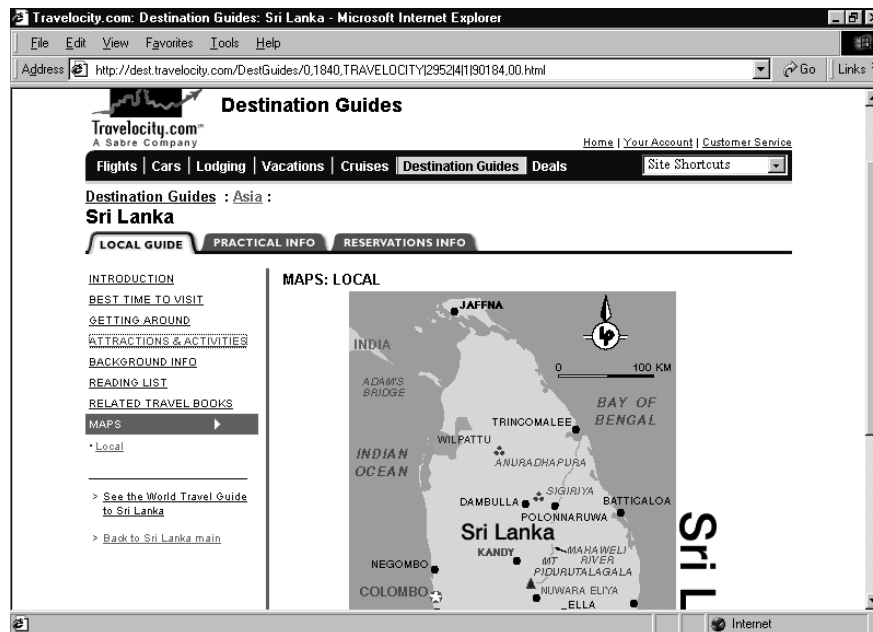 Travelocity.com: Destination Guides: Sri Lanka - Microsoft Internet Explorer
File Edit View Favorites Tools Help
Address http://dest.travelocity.com/DestGuides/0,1840,TRAVELOCITY|2952|4|1|90184,00.html Go Links
Destination Guides
Travelocity.com
A Sabre Company
Home | Your Account | Customer Service
Flights | Cars | Lodging | Vacations | Cruises | Destination Guides | Deals Site Shortcuts
Destination Guides : Asia :
Sri Lanka
LOCAL GUIDE PRACTICAL INFO RESERVATIONS INFO
INTRODUCTION
BEST TIME TO VISIT
GETTING AROUND
ATTRACTIONS & ACTIVITIES
BACKGROUND INFO
READING LIST
RELATED TRAVEL BOOKS
MAPS
• Local
> See the World Travel Guide
to Sri Lanka
> Back to Sri Lanka main
MAPS: LOCAL
JAFFNA
LP
INDIA
0 100 KM
ADAM'S
BRIDGE
BAY OF
BENGAL
TRINCOMALEE
WILPATTU
INDIAN
OCEAN
ANURADHAPURA
SIGIRIYA
DAMBULLA
BATTICALOA
POLONNARUWA
Sri Lanka
KANDY
MAHAWELI
RIVER
NEGOMBO
MT
PIDURUTALAGALA
COLOMBO
NUWARA ELIYA
ELLA
Sri L
Internet